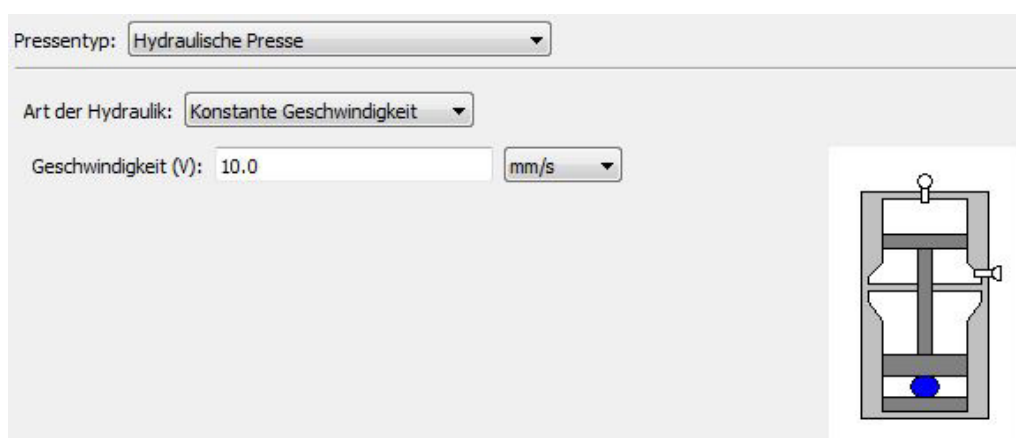 Pressentyp: Hydraulische Presse
Art der Hydraulik: Konstante Geschwindigkeit
Geschwindigkeit (V): 10.0 mm/s